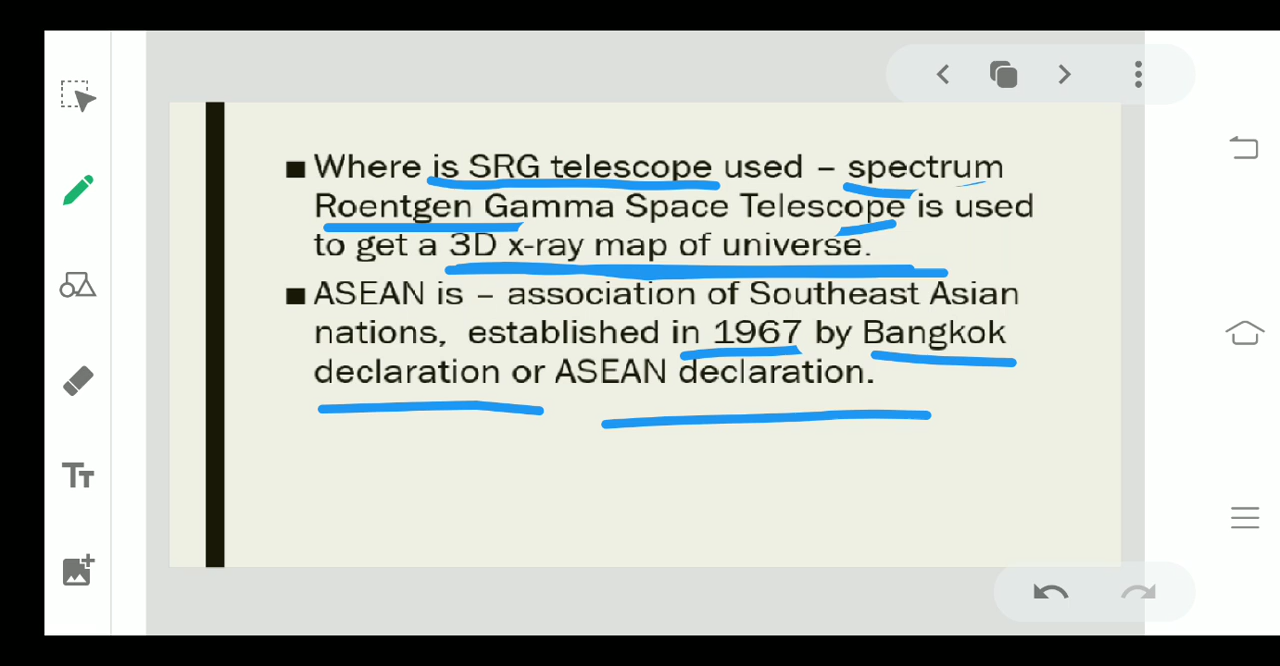 ■ Where is SRG telescope used – spectrum
Roentgen Gamma Space Telescope is used
to get a 3D x-ray map of universe.
■ ASEAN is – association of Southeast Asian
nations, established in 1967 by Bangkok
declaration or ASEAN declaration.
TT